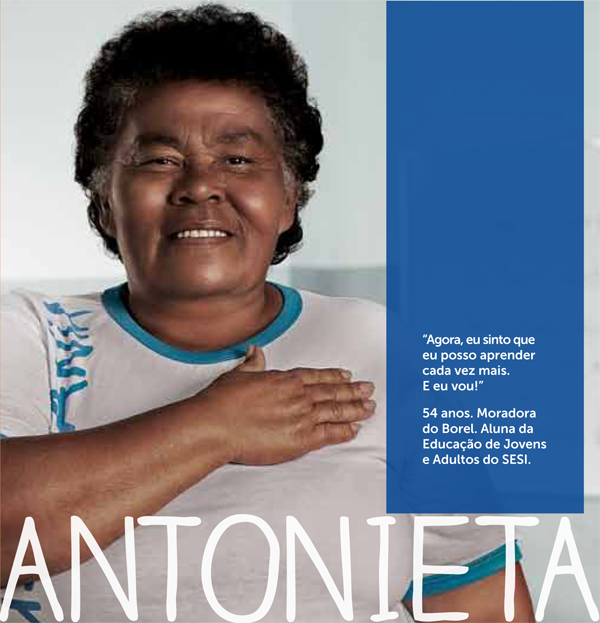 “Agora, eu sinto que
eu posso aprender
cada vez mais.
E eu vou!”
54 anos. Moradora
do Borel. Aluna da
Educação de Jovens
e Adultos do SESI.
ANTONIETA